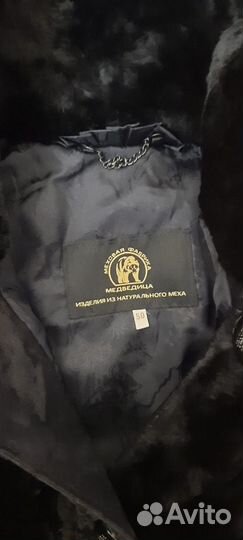 МЕХОВАЯ ФАБРИКА
МЕДВЕДИЦА
ИЗДЕЛИЯ ИЗ НАТУРАЛЬНОГО МЕХА
50
Avito